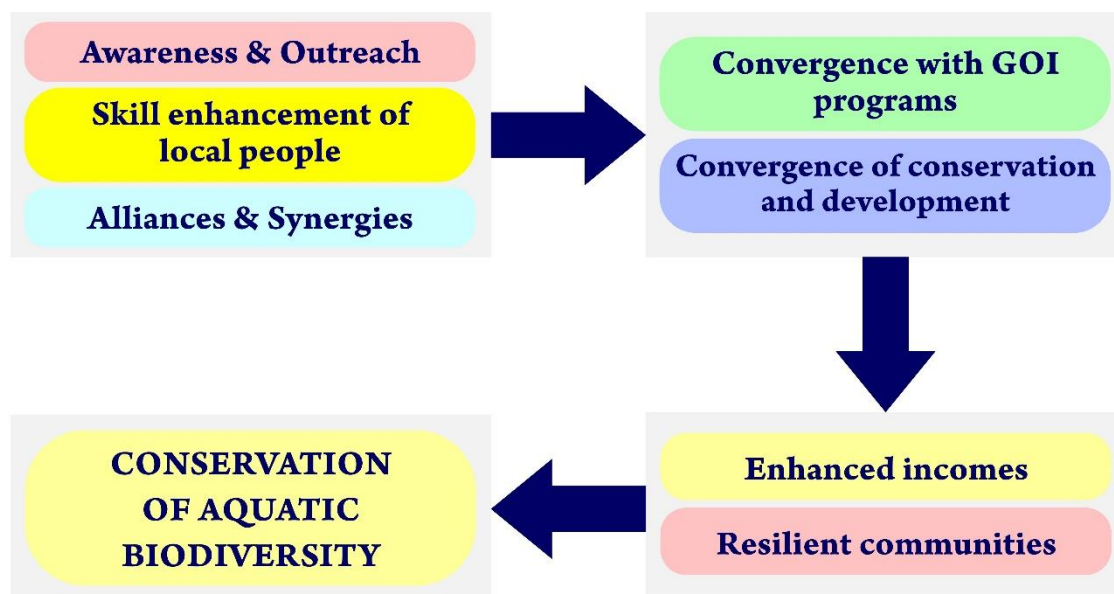 Awareness & Outreach
Skill enhancement of
local people
Alliances & Synergies
Convergence with GOI
programs
Convergence of conservation
and development
Enhanced incomes
Resilient communities
CONSERVATION
OF AQUATIC
BIODIVERSITY